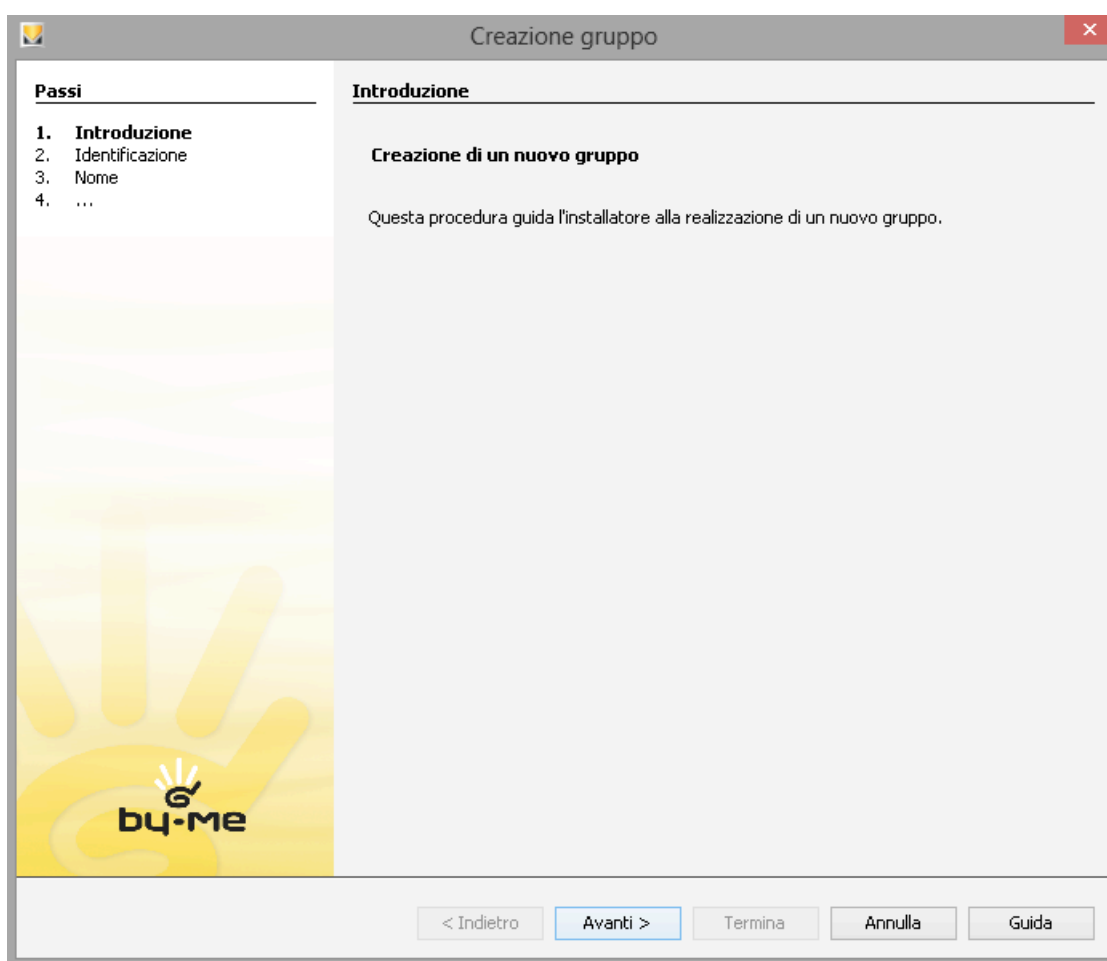 Creazione gruppo
Passi
1. Introduzione
2. Identificazione
3. Nome
4. ...
Introduzione
Creazione di un nuovo gruppo
Questa procedura guida l'installatore alla realizzazione di un nuovo gruppo.
by-me
< Indietro
Avanti >
Termina
Annulla
Guida